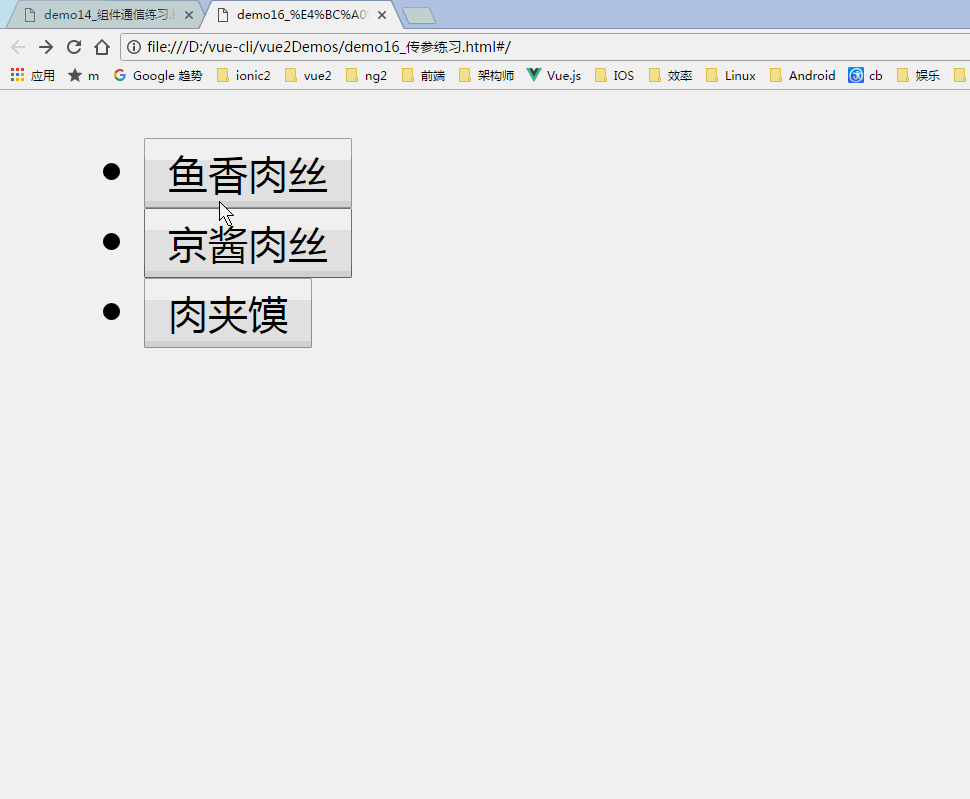 demo14_组件通信练习.h
demo16_%E4%BC%A0%
file:///D:/vue-cli/vue2Demos/demo16_传参练习.html#/
应用 m Google 趋势 ionic2 vue2 ng2 前端 架构师 Vue.js IOS 效率 Linux Android cb 娱乐
鱼香肉丝
京酱肉丝
肉夹馍